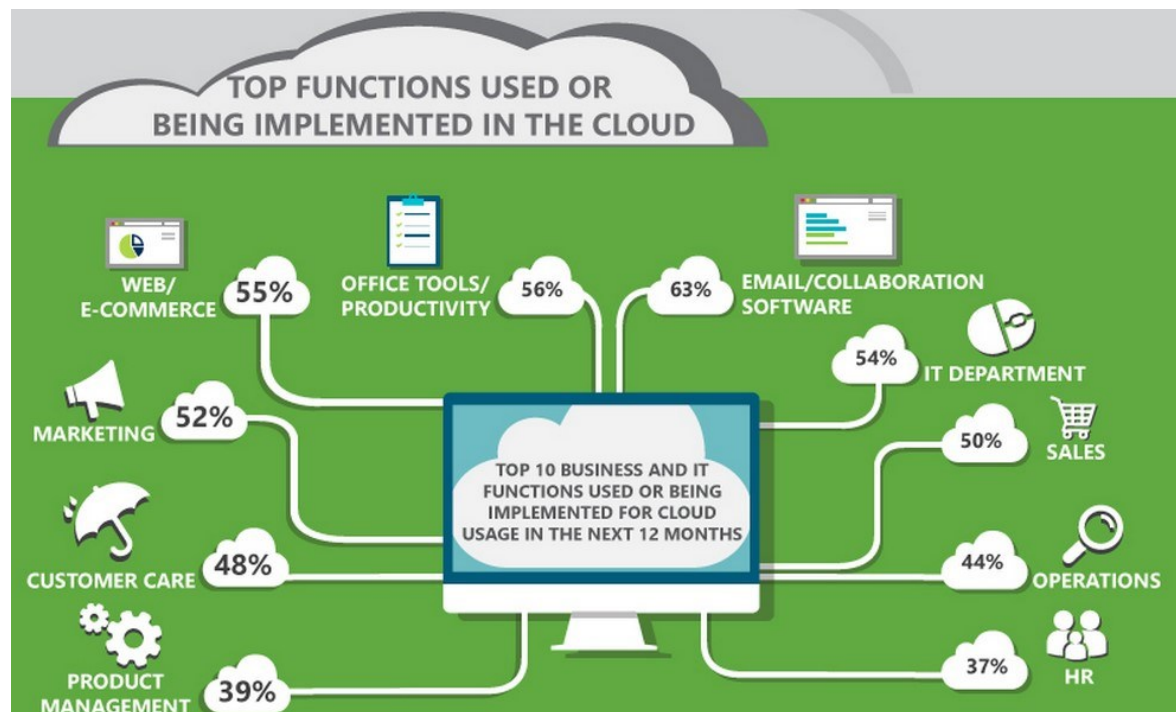 TOP FUNCTIONS USED OR
BEING IMPLEMENTED IN THE CLOUD
WEB/
E-COMMERCE
55%
OFFICE TOOLS/
PRODUCTIVITY
56%
63%
EMAIL/COLLABORATION
SOFTWARE
54%
IT DEPARTMENT
MARKETING
52%
50%
SALES
TOP 10 BUSINESS AND IT
FUNCTIONS USED OR BEING
IMPLEMENTED FOR CLOUD
USAGE IN THE NEXT 12 MONTHS
CUSTOMER CARE
48%
44%
OPERATIONS
PRODUCT
MANAGEMENT
39%
37%
HR